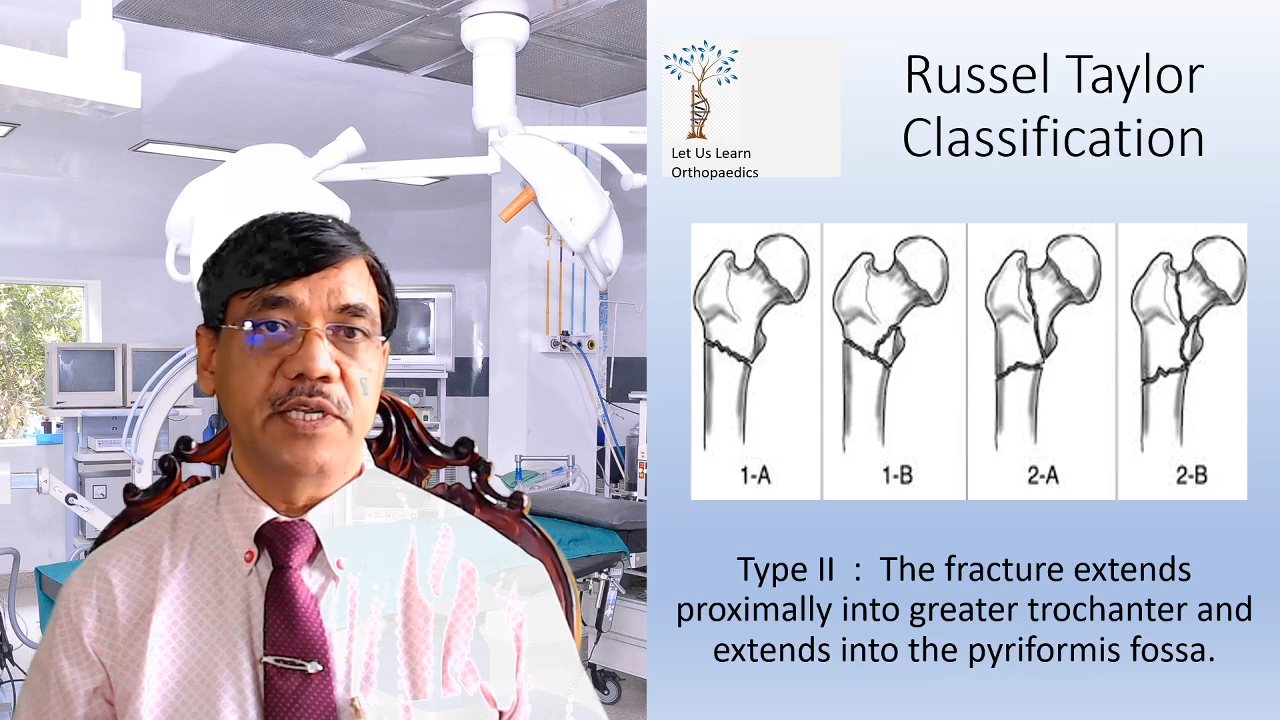 Russel Taylor
Classification
Let Us Learn
Orthopaedics
1-A
1-B
2-A
2-B
Type II : The fracture extends
proximally into greater trochanter and
extends into the pyriformis fossa.